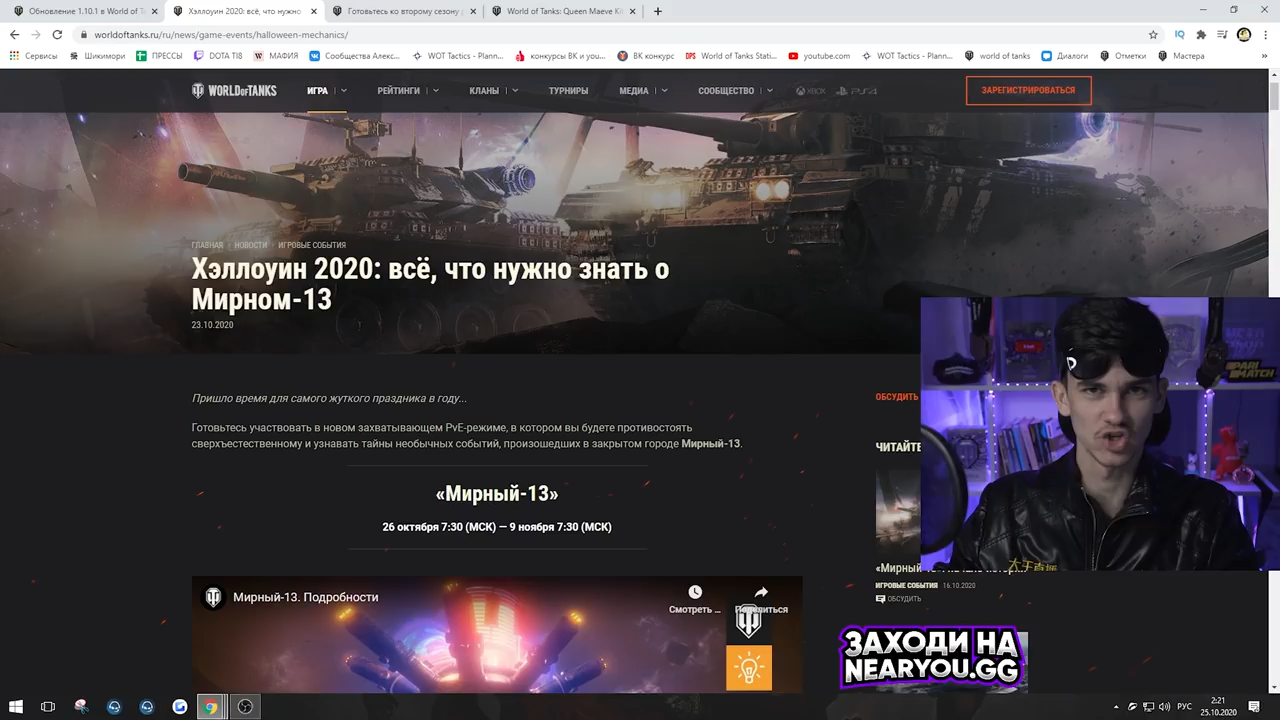 Обновление 1.10.1 в World of Ta
Хэллоуин 2020: всё, что нужно
Готовьтесь ко второму сезону р
World of Tanks: Queen Maeve Ki
worldoftanks.ru/ru/news/game-events/halloween-mechanics/
Сервисы
Шикимори
ПРЕССЫ
DOTA TI8
МАФИЯ
Сообщества Алекс...
WOT Tactics - Plann...
конкурсы ВК и you...
ВК конкурс
World of Tanks Stati...
youtube.com
WOT Tactics - Plann...
world of tanks
Диалоги
Отметки
Мастера
WORLD OF TANKS
ИГРА
РЕЙТИНГИ
КЛАНЫ
ТУРНИРЫ
МЕДИА
СООБЩЕСТВО
XBOX
PS4
ЗАРЕГИСТРИРОВАТЬСЯ
ГЛАВНАЯ
НОВОСТИ
ИГРОВЫЕ СОБЫТИЯ
Хэллоуин 2020: всё, что нужно знать о
Мирном-13
23.10.2020
Пришло время для самого жуткого праздника в году...
Готовьтесь участвовать в новом захватывающем PvE-режиме, в котором вы будете противостоять
сверхъестественному и узнавать тайны необычных событий, произошедших в закрытом городе Мирный-13.
«Мирный-13»
26 октября 7:30 (МСК) — 9 ноября 7:30 (МСК)
Мирный-13. Подробности
Смотреть ...
ОБСУДИТЬ
ЧИТАЙТЕ
PARIMATCH
ИГРОВЫЕ СОБЫТИЯ 16.10.2020
ОБСУДИТЬ
ЗАХОДИ НА
NEARYOU.GG
РУС
2:21
25.10.2020